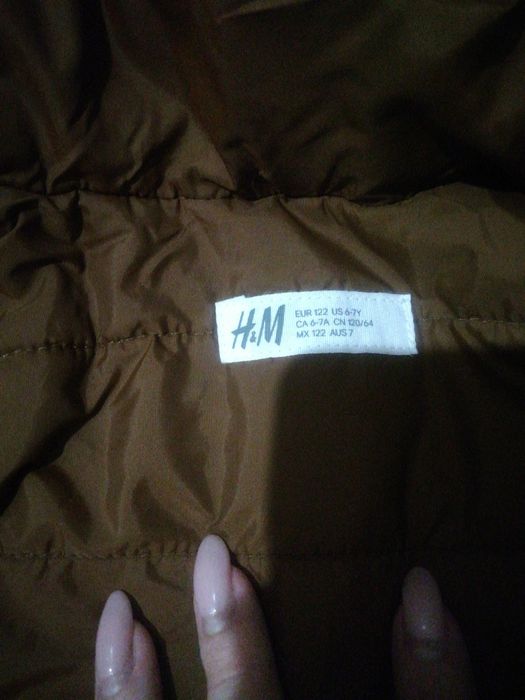 H&M
EUR 122 US 6-7Y
CA 6-7A CN 120/64
MX 122 AUS 7